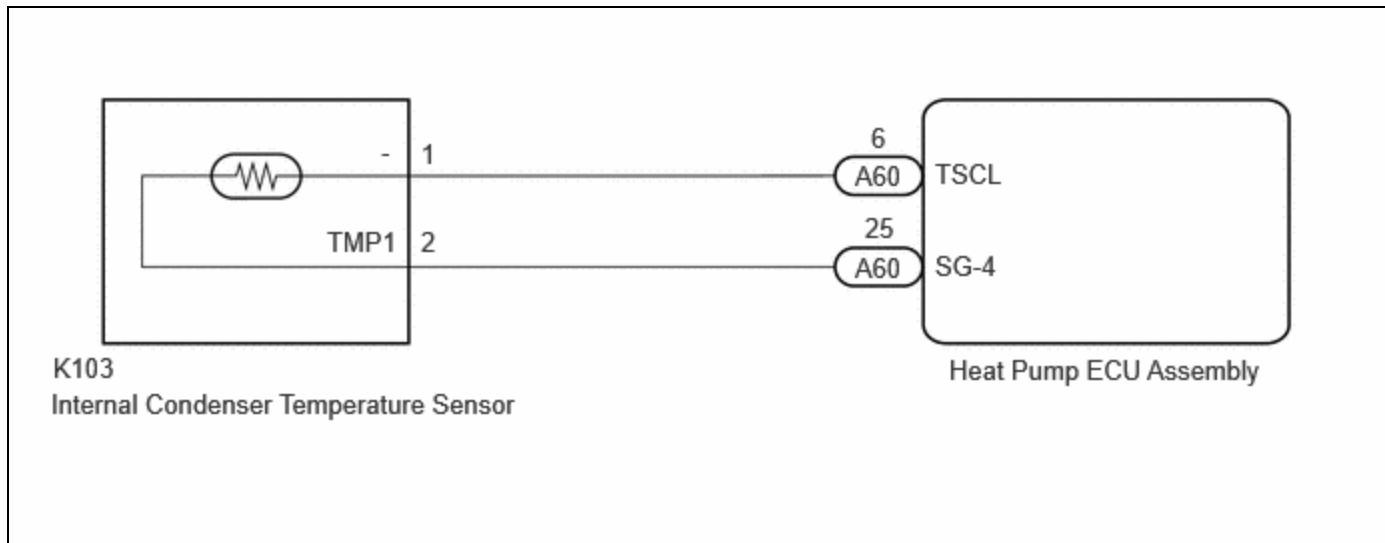 - 1
TMP1 2
K103
Internal Condenser Temperature Sensor
6
A60 TSCL
25
A60 SG-4
Heat Pump ECU Assembly